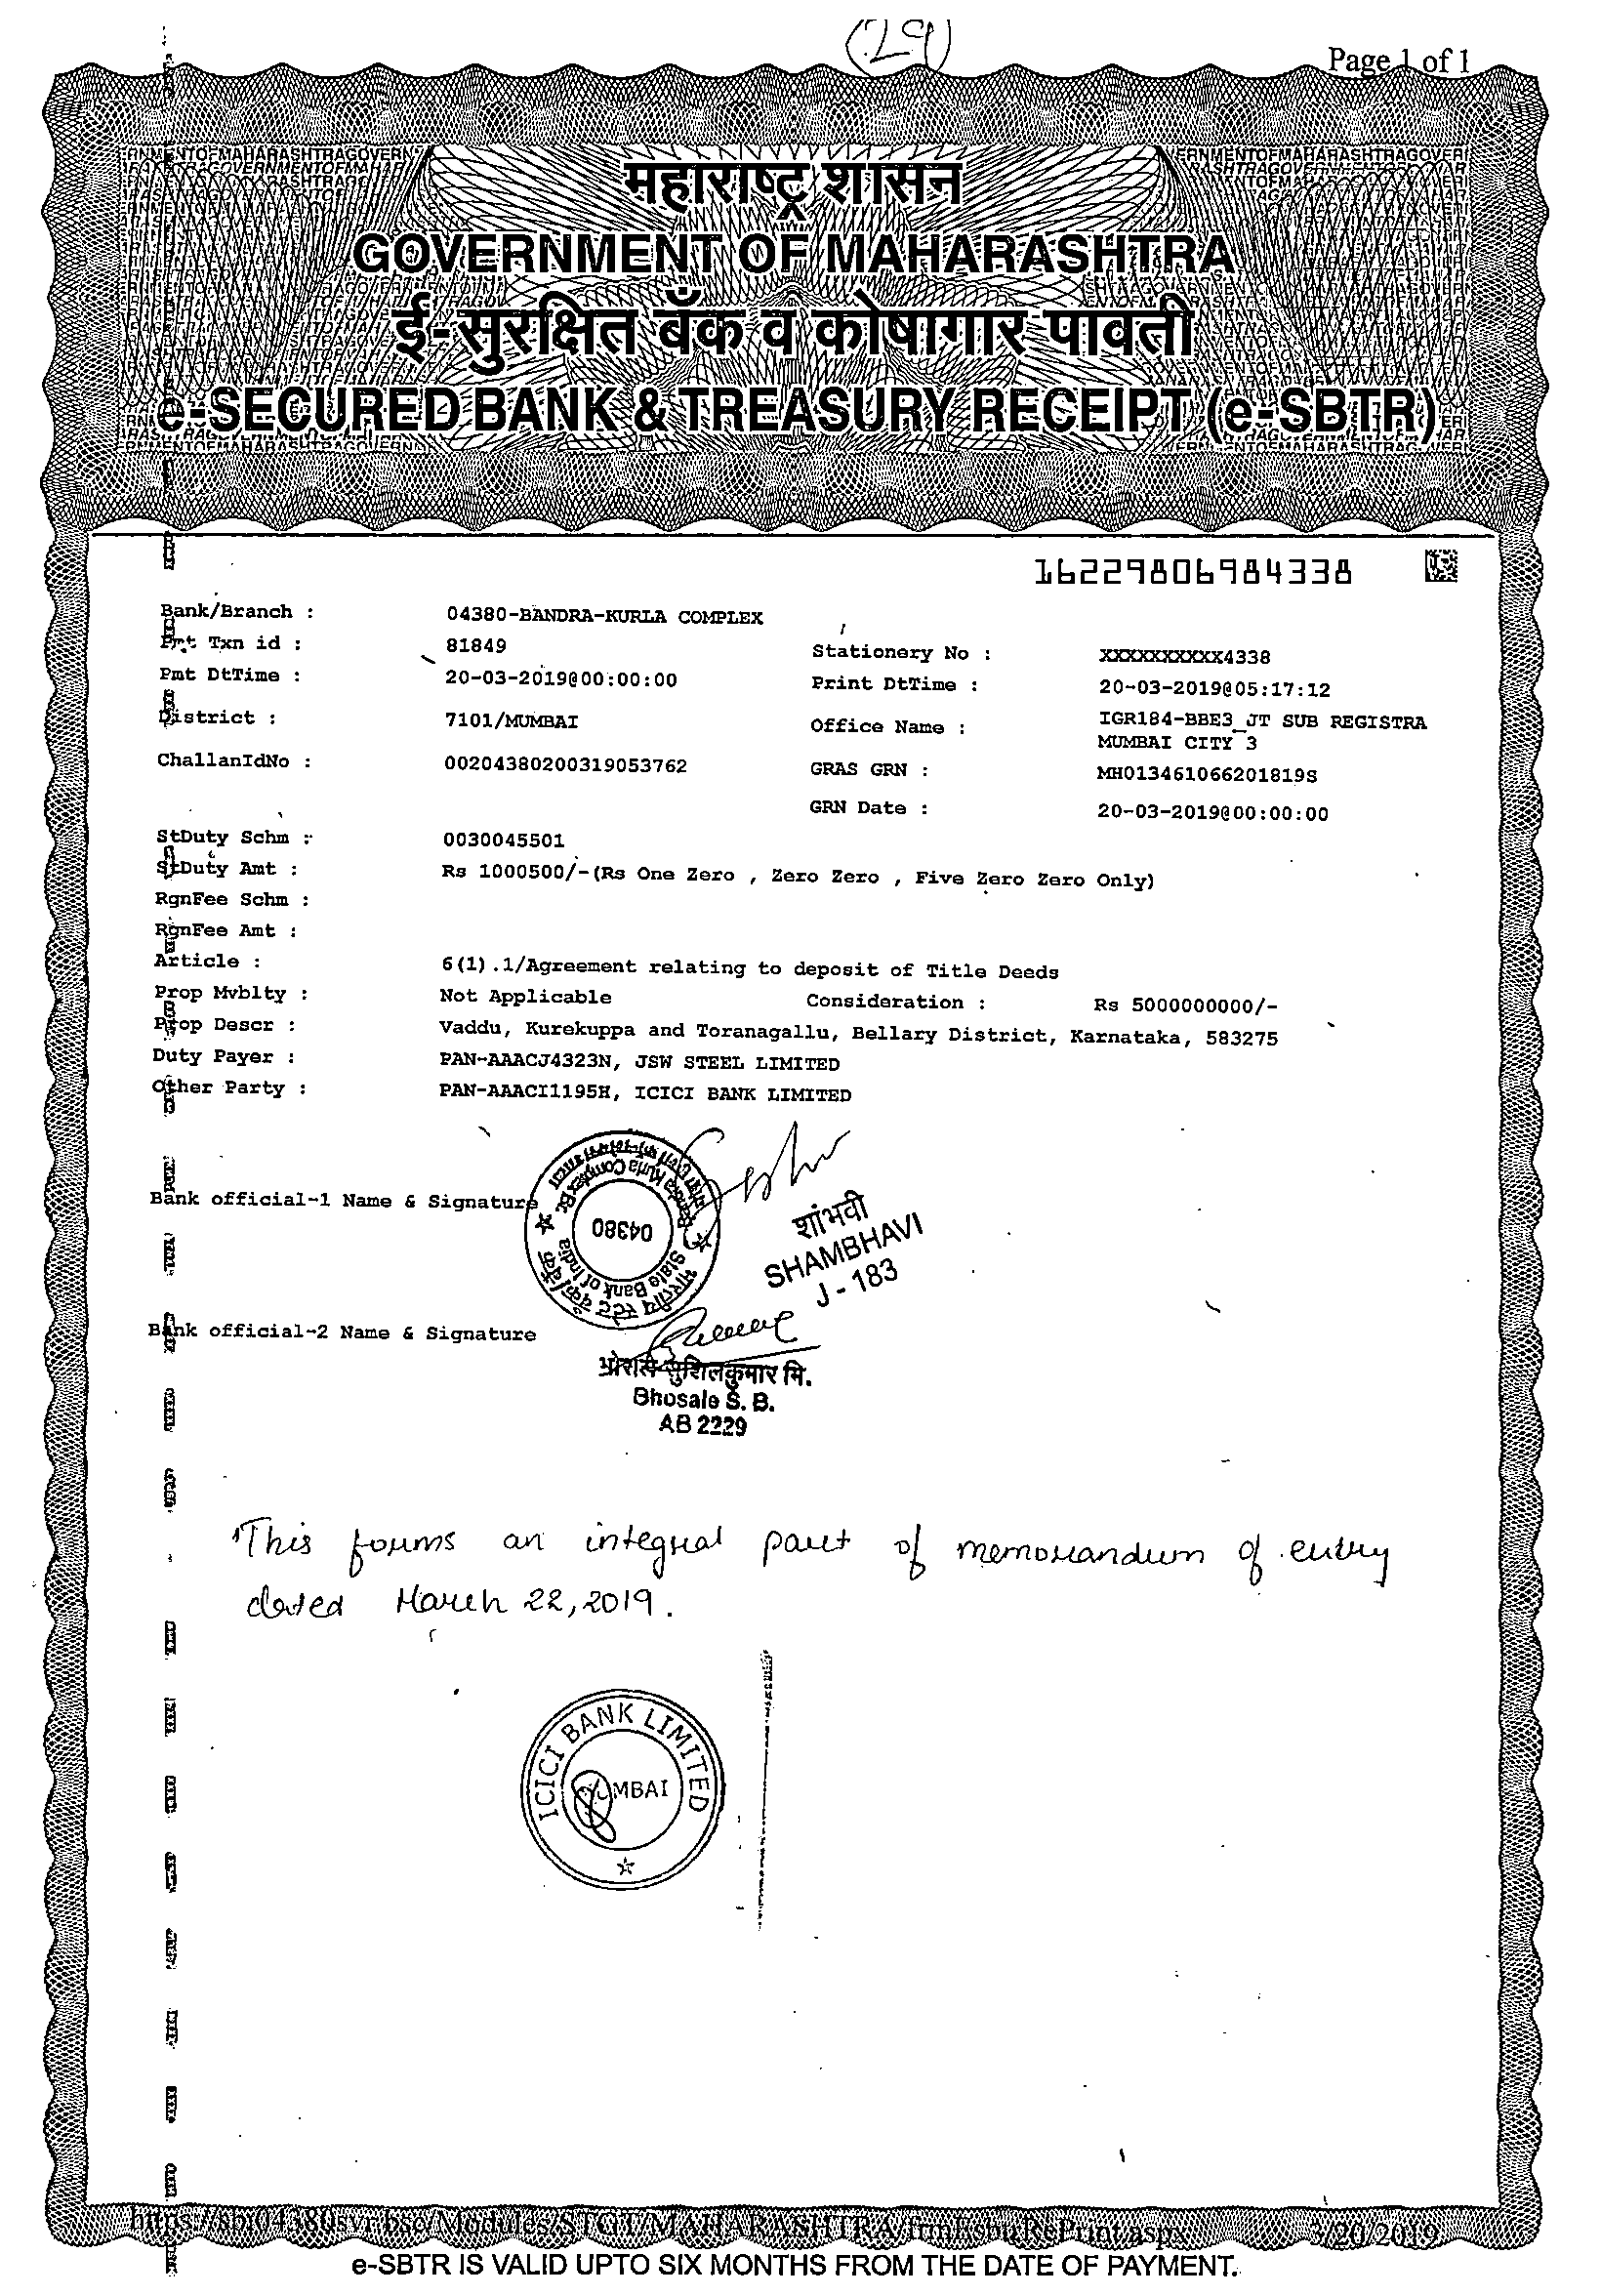 (29)
Page 1 of 1
महाराष्ट्र शासन
GOVERNMENT OF MAHARASHTRA
ई-सुरक्षित बँक व कोषागार पावती
e-SECURED BANK & TREASURY RECEIPT (e-SBTR)
16229806984338
Bank/Branch : 04380-BANDRA-KURLA COMPLEX
Pmt Txn id : 81849 Stationery No : XXXXXXXXXX4338
Pmt DtTime : 20-03-2019@00:00:00 Print DtTime : 20-03-2019@05:17:12
District : 7101/MUMBAI Office Name : IGR184-BBE3_JT SUB REGISTRA
MUMBAI CITY 3
ChallanIdNo : 00204380200319053762 GRAS GRN : MH013461066201819S
GRN Date : 20-03-2019@00:00:00
StDuty Schm : 0030045501
StDuty Amt : Rs 1000500/-(Rs One Zero , Zero Zero , Five Zero Zero Only)
RgnFee Schm :
RgnFee Amt :
Article : 6(1).1/Agreement relating to deposit of Title Deeds
Prop Mvblty : Not Applicable Consideration : Rs 5000000000/-
Prop Descr : Vaddu, Kurekuppa and Toranagallu, Bellary District, Karnataka, 583275
Duty Payer : PAN-AAACJ4323N, JSW STEEL LIMITED
Other Party : PAN-AAACI1195H, ICICI BANK LIMITED
Bank official-1 Name & Signature
Bandra Kurla Complex Br.
04380
State Bank of India
शांभवी
SHAMBHAVI
J - 183
Bank official-2 Name & Signature
सुशिलकुमार मि.
Bhosale S. B.
AB 2229
This forms an integral part of memorandum of entry
dated March 22, 2019.
ICICI BANK LIMITED
MUMBAI
https://sbi04380svr.bsc/Modules/STGT/MAHARASHTRA/frmEsbtrRePrint.aspx 3/20/2019
e-SBTR IS VALID UPTO SIX MONTHS FROM THE DATE OF PAYMENT.